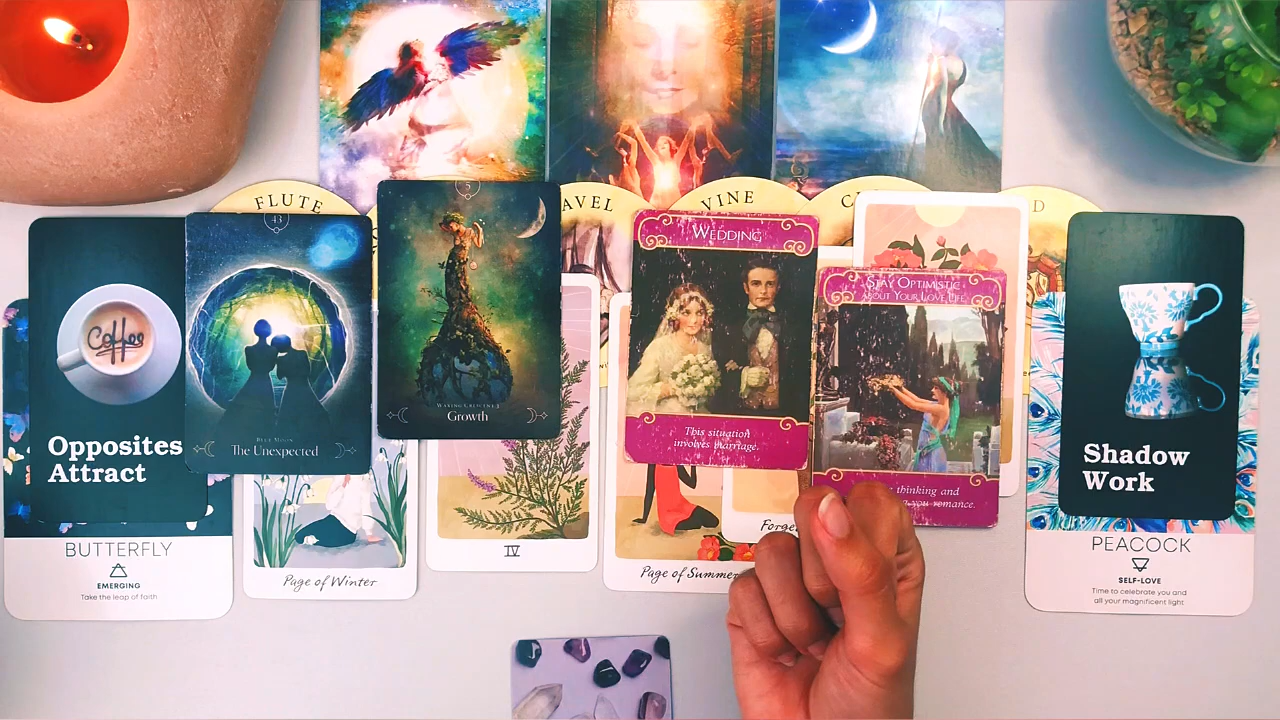 FLUTE
VINE
43
5
WEDDING
STAY OPTIMISTIC
ABOUT YOUR LOVE LIFE
Coffee
WAXING CRESCENT
Growth
This situation
involves marriage.
Opposites
Attract
BLUE MOON
The Unexpected
Shadow
Work
thinking and
you romance.
BUTTERFLY
EMERGING
Take the leap of faith
Page of Winter
IV
Page of Summer
PEACOCK
SELF-LOVE
Time to celebrate you and
all your magnificent light